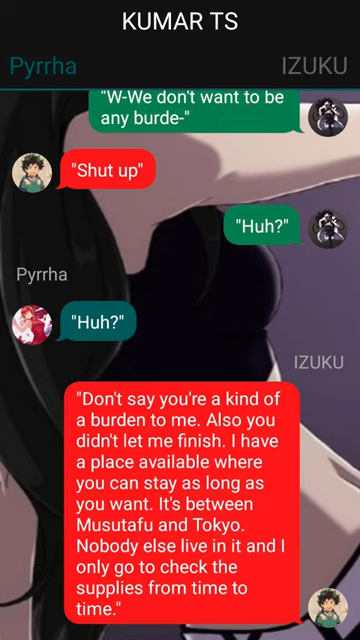 KUMAR TS
Pyrrha IZUKU
"W-We don't want to be
any burde-"
"Shut up"
"Huh?"
Pyrrha
"Huh?"
IZUKU
"Don't say you're a kind of
a burden to me. Also you
didn't let me finish. I have
a place available where
you can stay as long as
you want. It's between
Musutafu and Tokyo.
Nobody else live in it and I
only go to check the
supplies from time to
time."